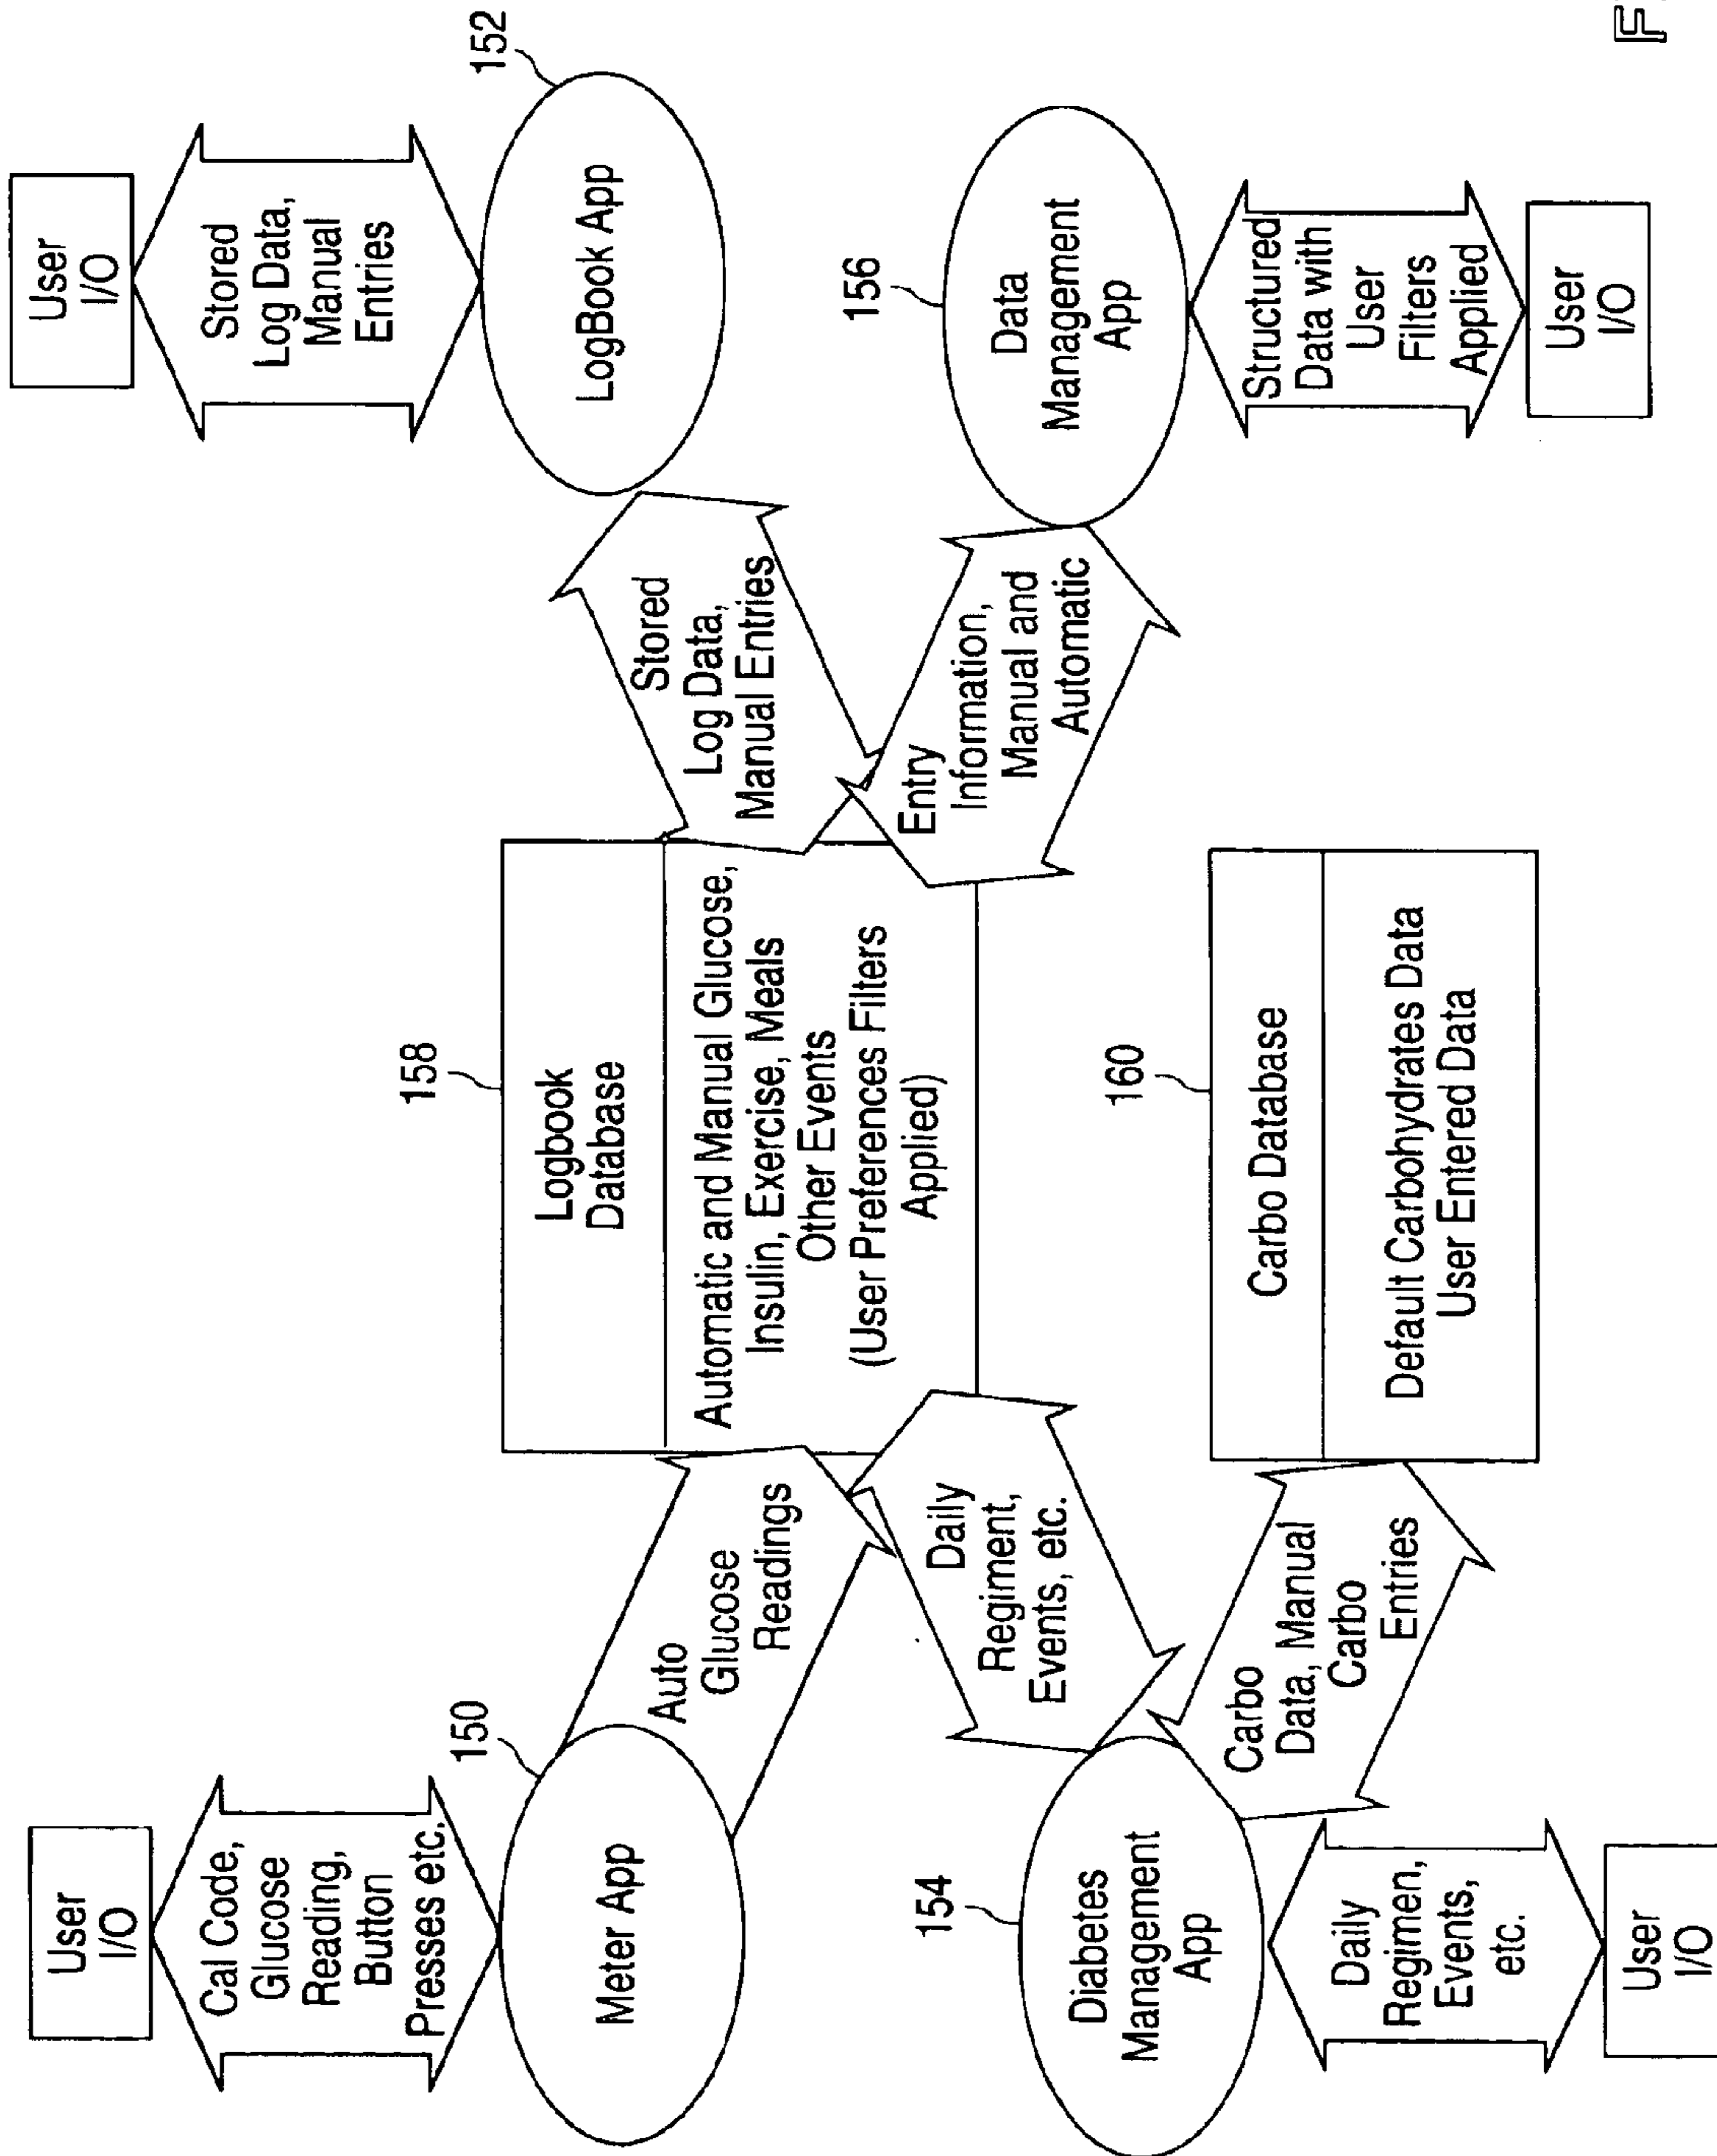 User
I/O
Cal Code,
Glucose
Reading,
Button
Presses etc.
150
Meter App
Auto
Glucose
Readings
158
Logbook
Database
Automatic and Manual Glucose,
Insulin, Exercise, Meals
Other Events
(User Preferences Filters
Applied)
Stored
Log Data,
Manual Entries
User
I/O
Stored
Log Data,
Manual
Entries
152
LogBook App
Daily
Regiment,
Events, etc.
Entry
Information,
Manual and
Automatic
154
Diabetes
Management
App
Carbo
Data, Manual
Carbo
Entries
160
Carbo Database
Default Carbohydrates Data
User Entered Data
156
Data
Management
App
Daily
Regimen,
Events,
etc.
User
I/O
Structured
Data with
User
Filters
Applied
User
I/O
F